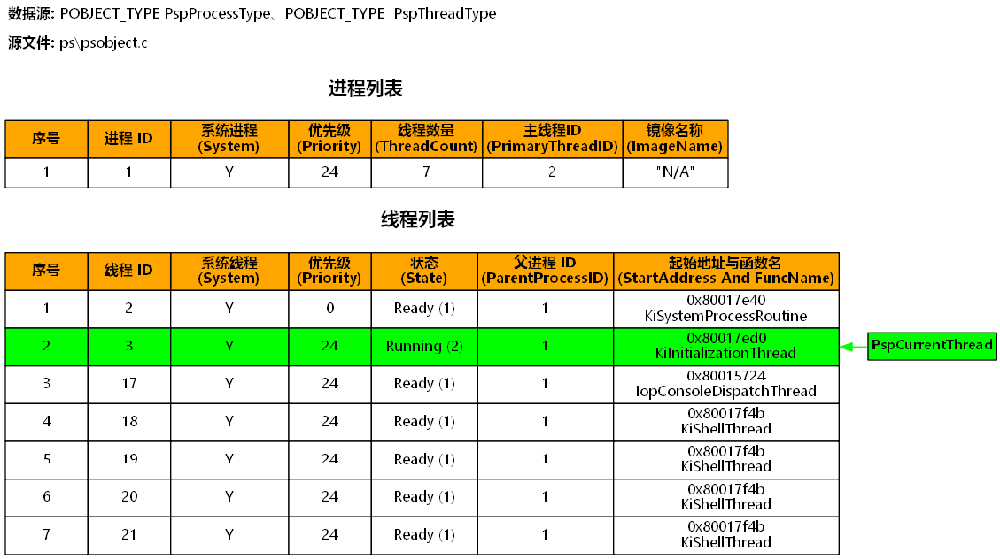 数据源: POBJECT_TYPE PspProcessType、POBJECT_TYPE PspThreadType
源文件: ps\psobject.c
进程列表
序号 进程 ID 系统进程 (System) 优先级 (Priority) 线程数量 (ThreadCount) 主线程ID (PrimaryThreadID) 镜像名称 (ImageName)
1 1 Y 24 7 2 "N/A"
线程列表
序号 线程 ID 系统线程 (System) 优先级 (Priority) 状态 (State) 父进程 ID (ParentProcessID) 起始地址与函数名 (StartAddress And FuncName)
1 2 Y 0 Ready (1) 1 0x80017e40 KiSystemProcessRoutine
2 3 Y 24 Running (2) 1 0x80017ed0 KiInitializationThread PspCurrentThread
3 17 Y 24 Ready (1) 1 0x80015724 IopConsoleDispatchThread
4 18 Y 24 Ready (1) 1 0x80017f4b KiShellThread
5 19 Y 24 Ready (1) 1 0x80017f4b KiShellThread
6 20 Y 24 Ready (1) 1 0x80017f4b KiShellThread
7 21 Y 24 Ready (1) 1 0x80017f4b KiShellThread